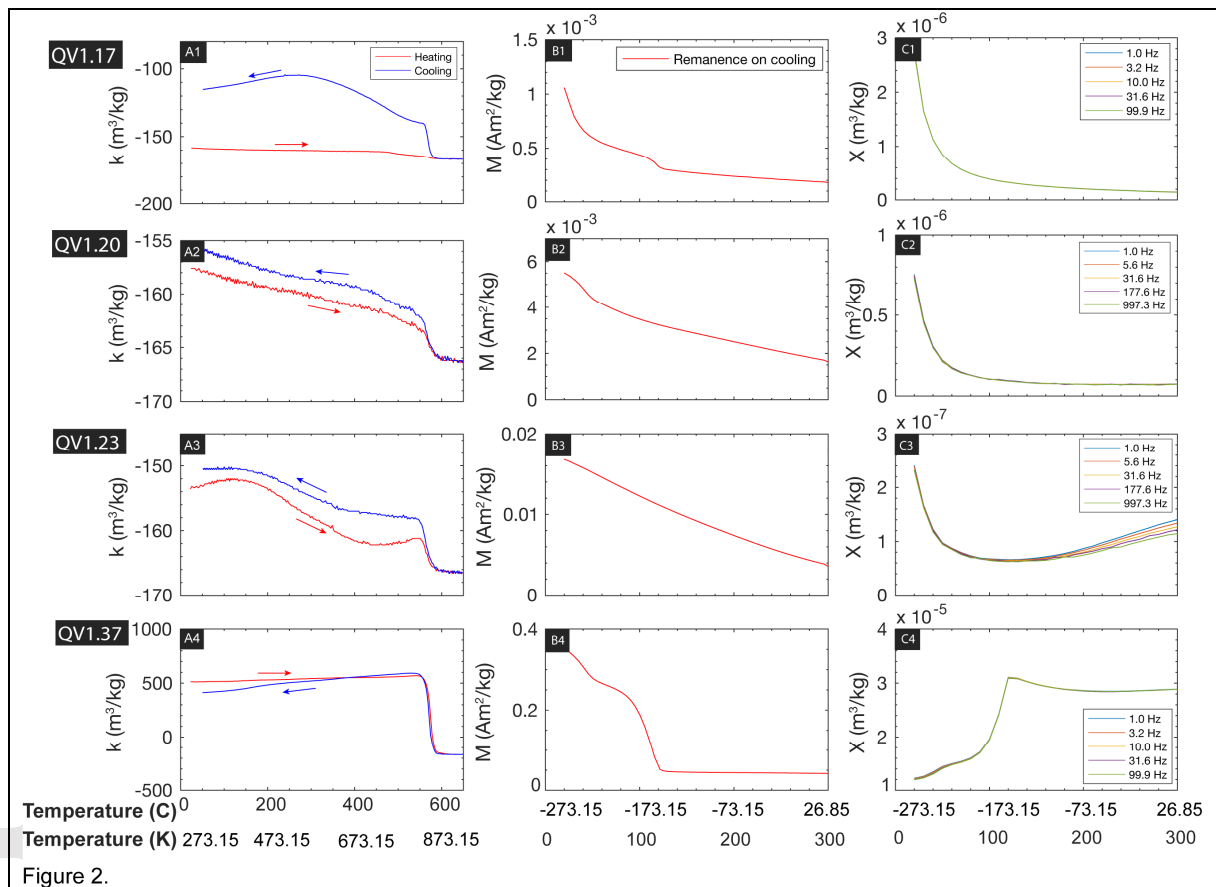 QV1.17
A1
Heating
Cooling
-100
-150
-200
k (m³/kg)
x 10⁻³
B1
Remanence on cooling
1.5
1
0.5
0
M (Am²/kg)
x 10⁻⁶
C1
1.0 Hz
3.2 Hz
10.0 Hz
31.6 Hz
99.9 Hz
3
2
1
0
X (m³/kg)
QV1.20
A2
-155
-160
-165
-170
k (m³/kg)
x 10⁻³
B2
6
4
2
0
M (Am²/kg)
x 10⁻⁶
C2
1.0 Hz
5.6 Hz
31.6 Hz
177.6 Hz
997.3 Hz
1
0.5
0
X (m³/kg)
QV1.23
A3
-150
-160
-170
k (m³/kg)
B3
0.02
0.01
0
M (Am²/kg)
x 10⁻⁷
C3
1.0 Hz
5.6 Hz
31.6 Hz
177.6 Hz
997.3 Hz
3
2
1
0
X (m³/kg)
QV1.37
A4
1000
500
0
-500
k (m³/kg)
B4
0.4
0.2
0
M (Am²/kg)
x 10⁻⁵
C4
1.0 Hz
3.2 Hz
10.0 Hz
31.6 Hz
99.9 Hz
4
3
2
1
X (m³/kg)
Temperature (C) 0 200 400 600 -273.15 -173.15 -73.15 26.85 -273.15 -173.15 -73.15 26.85
Temperature (K) 273.15 473.15 673.15 873.15 0 100 200 300 0 100 200 300
Figure 2.